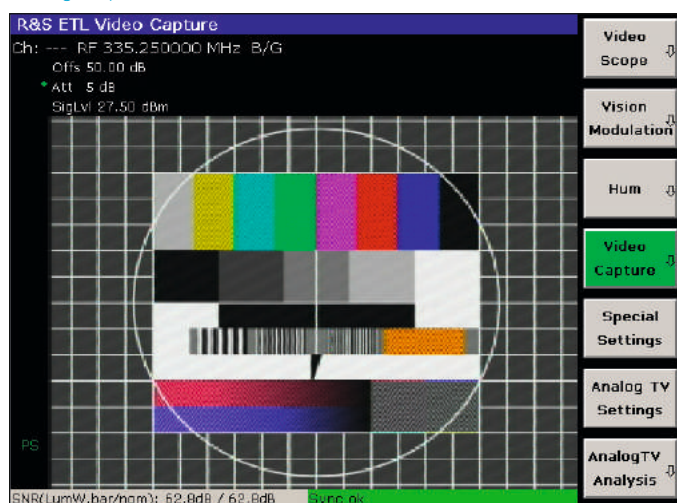 R&S ETL Video Capture
Ch: --- RF 335.250000 MHz B/G
Offs 50.00 dB
* Att 5 dB
SigLvl 27.50 dBm
PS
SNR(LumW.bar/nom): 62.8dB / 62.8dB
Sync ok
Video
Scope
Vision
Modulation
Hum
Video
Capture
Special
Settings
Analog TV
Settings
AnalogTV
Analysis